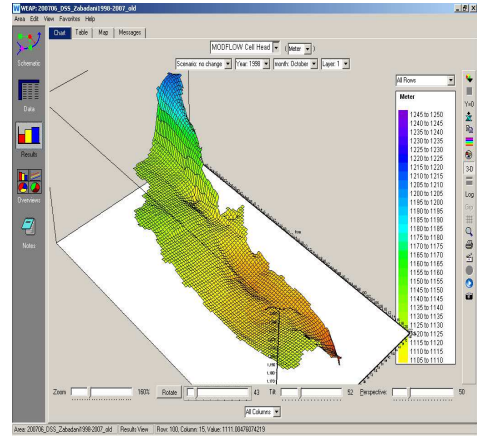 WEAP: 200706_DSS_Zabadani1998-2007_old
Area Edit View Favorites Help
Chart Table Map Messages
MODFLOW Cell Head (Meter)
Scenario: no change Year: 1998 month: October Layer: 1
Schematic
Data
Results
Overviews
Notes
All Rows
Meter
1245 to 1250
1240 to 1245
1235 to 1240
1230 to 1235
1225 to 1230
1220 to 1225
1215 to 1220
1210 to 1215
1205 to 1210
1200 to 1205
1195 to 1200
1190 to 1195
1185 to 1190
1180 to 1185
1175 to 1180
1170 to 1175
1165 to 1170
1160 to 1165
1155 to 1160
1150 to 1155
1145 to 1150
1140 to 1145
1135 to 1140
1130 to 1135
1125 to 1130
1120 to 1125
1115 to 1120
1110 to 1115
1105 to 1110
Y=0
3-D
Log
Zoom 160% Rotate 43 Tilt 52 Perspective: 50
All Columns
Area: 200706_DSS_Zabadani1998-2007_old Results View Row: 100, Column: 15, Value: 1111.00476074219